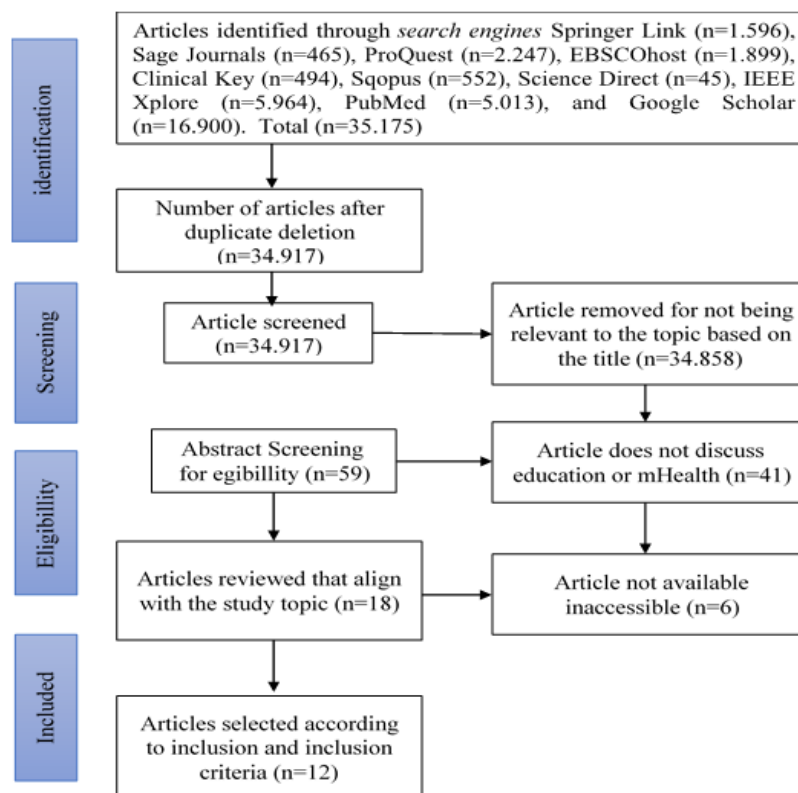 identification
Articles identified through search engines Springer Link (n=1.596),
Sage Journals (n=465), ProQuest (n=2.247), EBSCOhost (n=1.899),
Clinical Key (n=494), Sqopus (n=552), Science Direct (n=45), IEEE
Xplore (n=5.964), PubMed (n=5.013), and Google Scholar
(n=16.900). Total (n=35.175)
Number of articles after
duplicate deletion
(n=34.917)
Screening
Article screened
(n=34.917)
Article removed for not being
relevant to the topic based on
the title (n=34.858)
Eligibillity
Abstract Screening
for egibillity (n=59)
Article does not discuss
education or mHealth (n=41)
Articles reviewed that align
with the study topic (n=18)
Article not available
inaccessible (n=6)
Included
Articles selected according
to inclusion and inclusion
criteria (n=12)